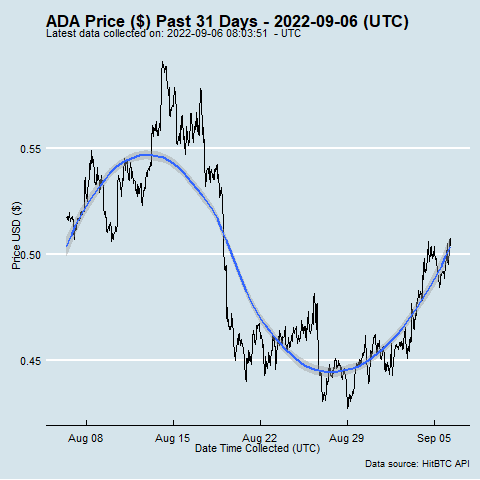 ADA Price ($) Past 31 Days - 2022-09-06 (UTC)
Latest data collected on: 2022-09-06 08:03:51 - UTC
0.55
0.50
0.45
Price USD ($)
Aug 08 Aug 15 Aug 22 Aug 29 Sep 05
Date Time Collected (UTC)
Data source: HitBTC API